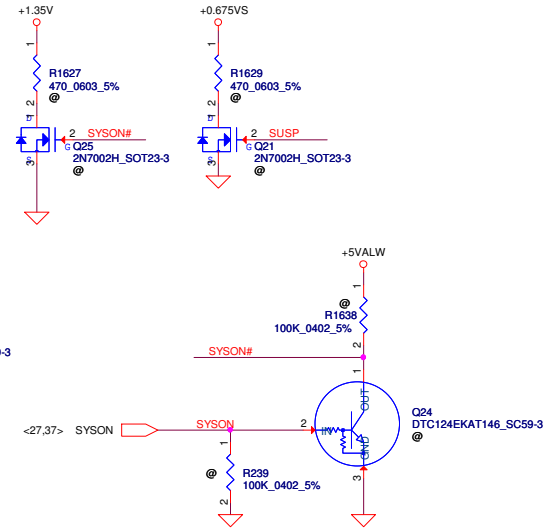 +1.35V
+0.675VS
1
1
R1627
470_0603_5%
@
R1629
470_0603_5%
@
2
2
D
D
2 SYSON#
2 SUSP
G Q25
2N7002H_SOT23-3
@
G Q21
2N7002H_SOT23-3
@
S
S
3
3
+5VALW
1
@
R1638
100K_0402_5%
2
0-3
SYSON#
1
OUT
Q24
DTC124EKAT146_SC59-3
@
<27,37> SYSON
SYSON
2
IN
GND
1
@
R239
100K_0402_5%
2
3